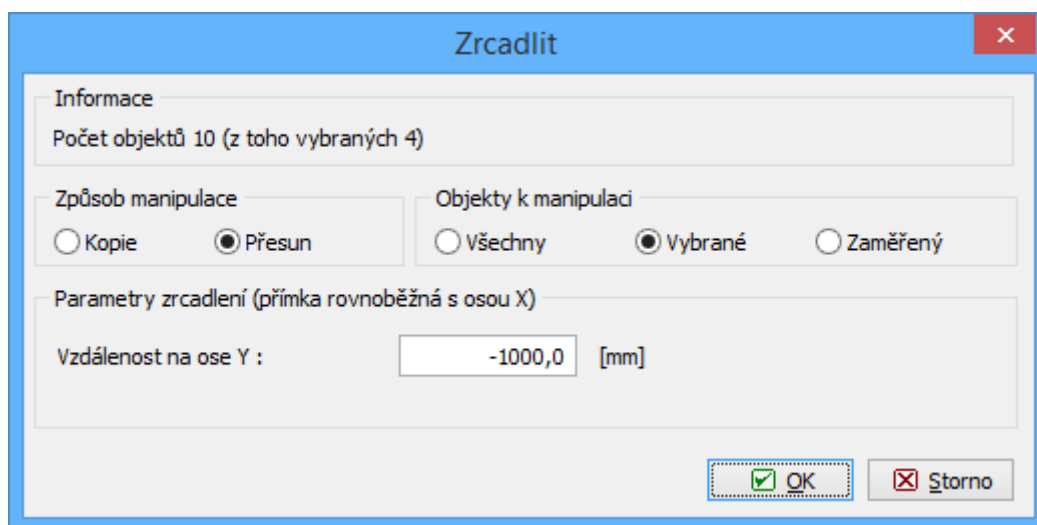 Zrcadlit
Informace
Počet objektů 10 (z toho vybraných 4)
Způsob manipulace
Objekty k manipulaci
Kopie
Přesun
Všechny
Vybrané
Zaměřený
Parametry zrcadlení (přímka rovnoběžná s osou X)
Vzdálenost na ose Y : -1000,0 [mm]
OK
Storno